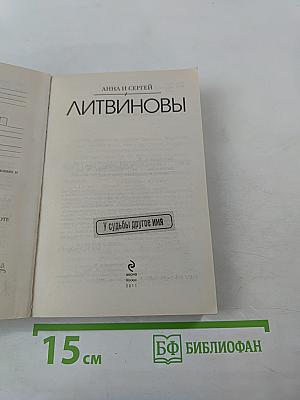 АННА И СЕРГЕЙ
ЛИТВИНОВЫ
У судьбы другое имя
ЭКСМО
Москва
2011
15 см
БФ БИБЛИОФАН